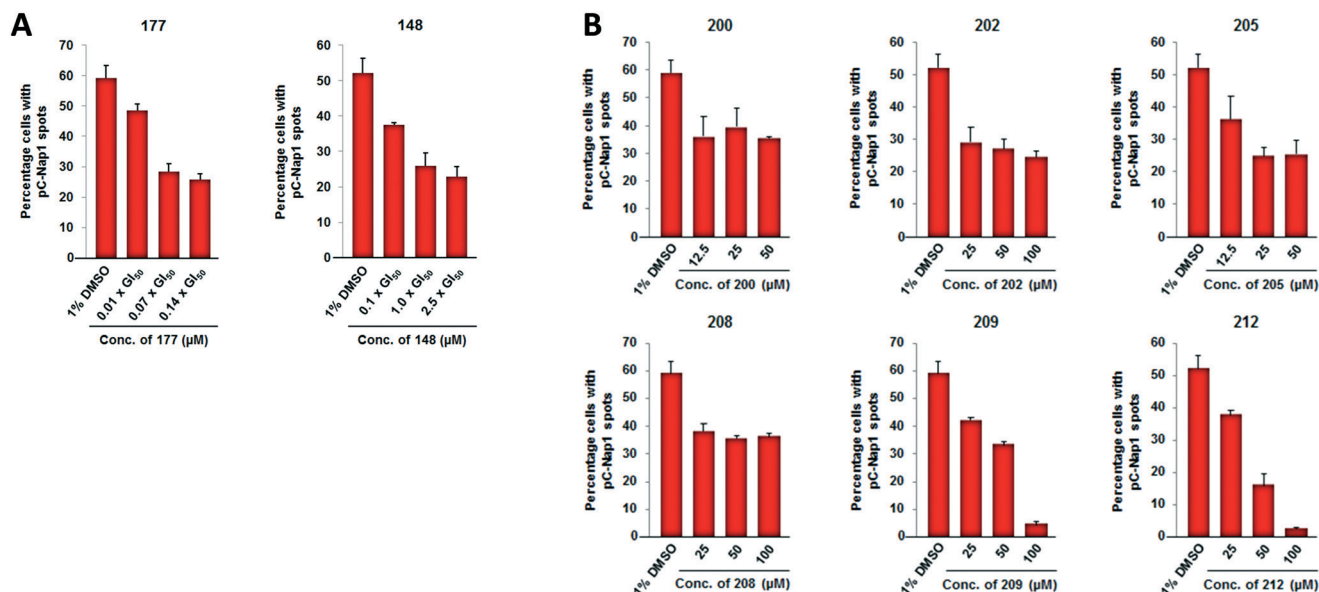 A
177
Percentage cells with
pC-Nap1 spots
70
60
50
40
30
20
10
0
1% DMSO
0.01 x GI₅₀
0.07 x GI₅₀
0.14 x GI₅₀
Conc. of 177 (µM)
148
Percentage cells with
pC-Nap1 spots
60
50
40
30
20
10
0
1% DMSO
0.1 x GI₅₀
1.0 x GI₅₀
2.5 x GI₅₀
Conc. of 148 (µM)
B
200
Percentage cells with
pC-Nap1 spots
70
60
50
40
30
20
10
0
1% DMSO
12.5
25
50
Conc. of 200 (µM)
202
Percentage cells with
pC-Nap1 spots
60
50
40
30
20
10
0
1% DMSO
25
50
100
Conc. of 202 (µM)
205
Percentage cells with
pC-Nap1 spots
60
50
40
30
20
10
0
1% DMSO
12.5
25
50
Conc. of 205 (µM)
208
Percentage cells with
pC-Nap1 spots
70
60
50
40
30
20
10
0
1% DMSO
25
50
100
Conc. of 208 (µM)
209
Percentage cells with
pC-Nap1 spots
70
60
50
40
30
20
10
0
1% DMSO
25
50
100
Conc. of 209 (µM)
212
Percentage cells with
pC-Nap1 spots
60
50
40
30
20
10
0
1% DMSO
25
50
100
Conc. of 212 (µM)